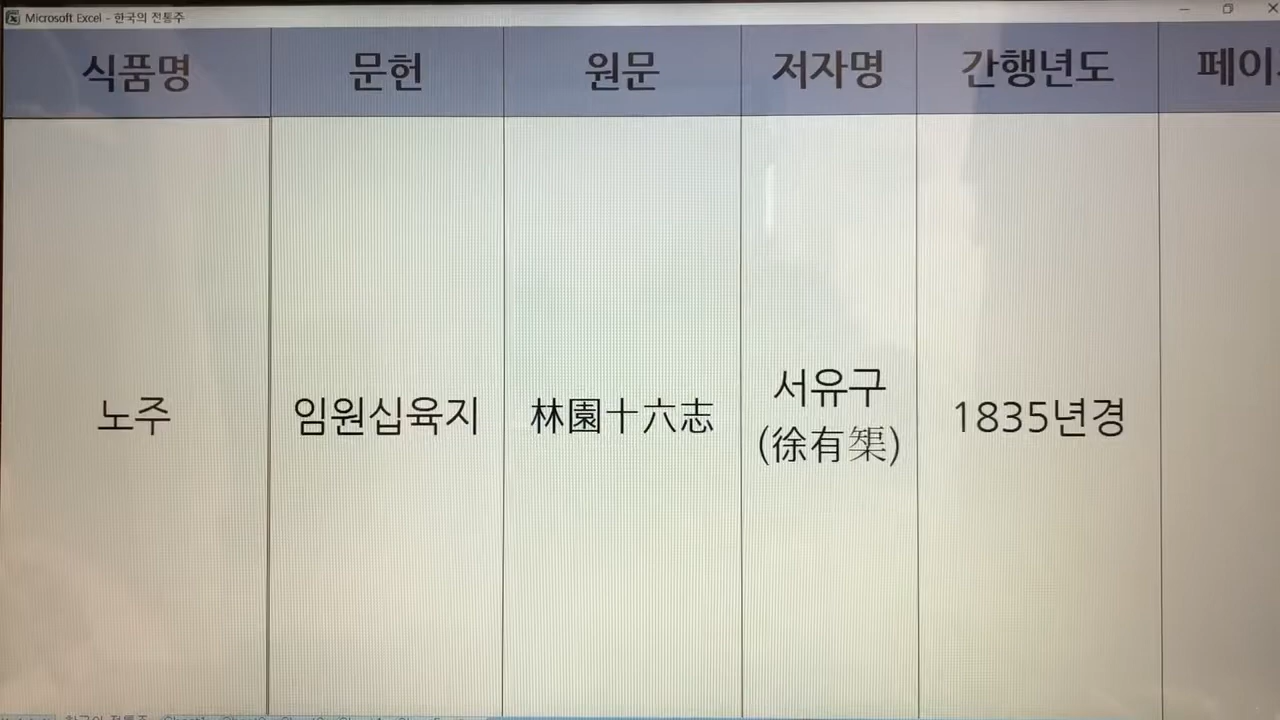 Microsoft Excel - 한국의 전통주
식품명 문헌 원문 저자명 간행년도
노주 임원십육지 林園十六志 서유구 1835년경
(徐有榘)